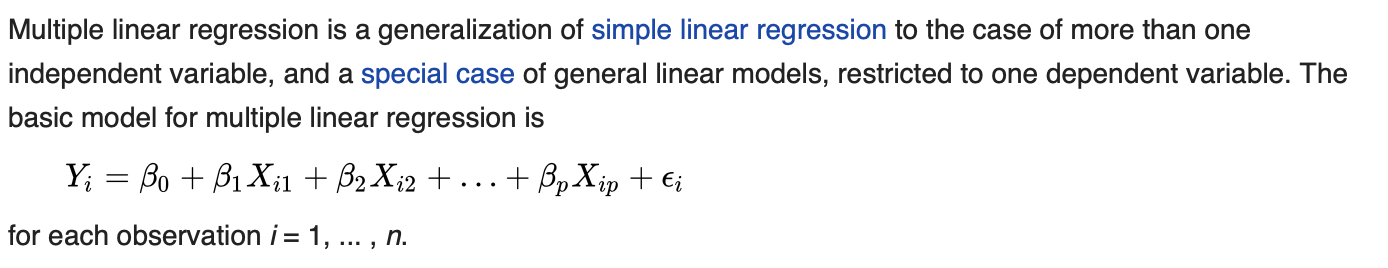 Multiple linear regression is a generalization of simple linear regression to the case of more than one
independent variable, and a special case of general linear models, restricted to one dependent variable. The
basic model for multiple linear regression is
Yᵢ = β₀ + β₁Xᵢ₁ + β₂Xᵢ₂ + … + βₚXᵢₚ + ϵᵢ
for each observation i = 1, ... , n.